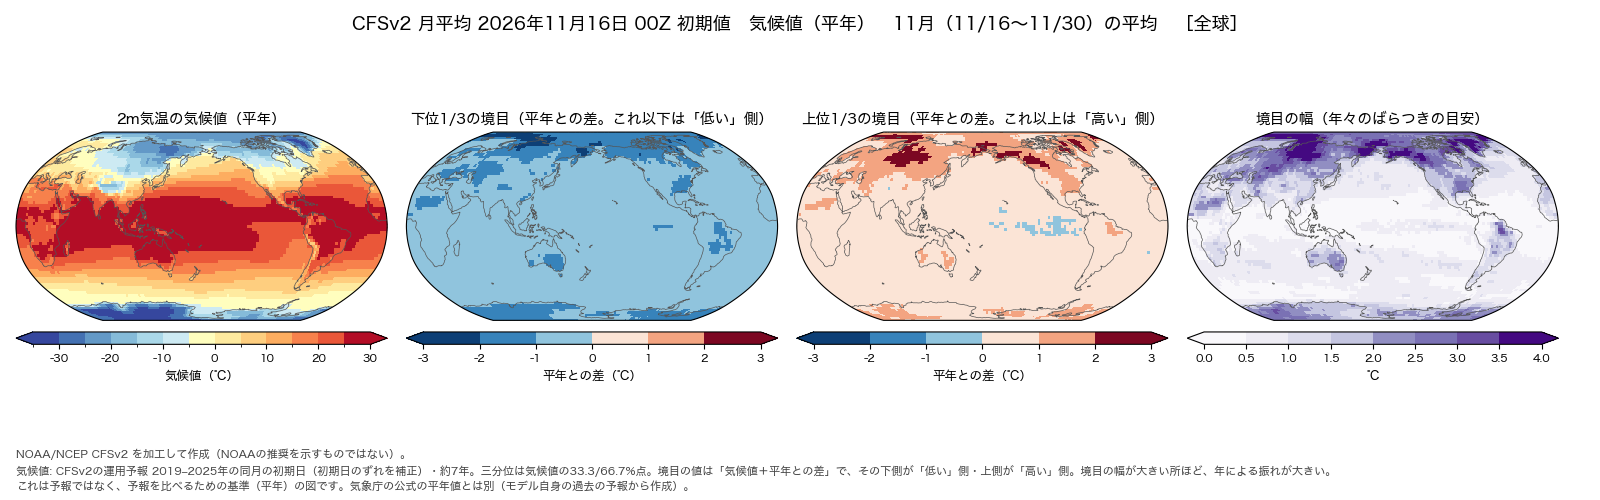 CFSv2 月平均 2026年11月16日 00Z 初期値　気候値（平年）　11月（11/16～11/30）の平均　［全球］
2m気温の気候値（平年）
下位1/3の境目（平年との差。これ以下は「低い」側）
上位1/3の境目（平年との差。これ以上は「高い」側）
境目の幅（年々のばらつきの目安）
-30 -20 -10 0 10 20 30
-3 -2 -1 0 1 2 3
-3 -2 -1 0 1 2 3
0.0 0.5 1.0 1.5 2.0 2.5 3.0 3.5 4.0
気候値（℃）
平年との差（℃）
平年との差（℃）
℃
NOAA/NCEP CFSv2 を加工して作成（NOAAの推奨を示すものではない）。
気候値: CFSv2の運用予報 2019–2025年の同月の初期日（初期日のずれを補正）・約7年。三分位は気候値の33.3/66.7%点。境目の値は「気候値＋平年との差」で、その下側が「低い」側・上側が「高い」側。境目の幅が大きい所ほど、年による振れが大きい。
これは予報ではなく、予報を比べるための基準（平年）の図です。気象庁の公式の平年値とは別（モデル自身の過去の予報から作成）。